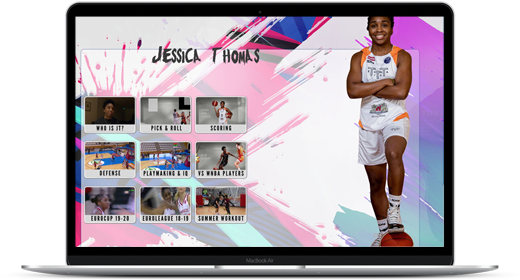 Jessica Thomas
WHO IS IT?
PICK & ROLL
SCORING
DEFENSE
PLAYMAKING & IQ
VS WNBA PLAYERS
EUROCUP 19-20
EUROLEAGUE 18-19
SUMMER WORKOUT
MacBook Air